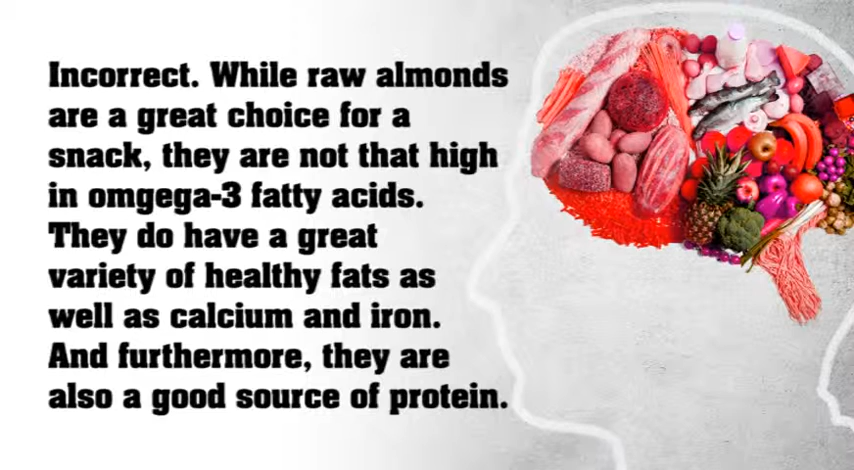 Incorrect. While raw almonds
are a great choice for a
snack, they are not that high
in omgega-3 fatty acids.
They do have a great
variety of healthy fats as
well as calcium and iron.
And furthermore, they are
also a good source of protein.